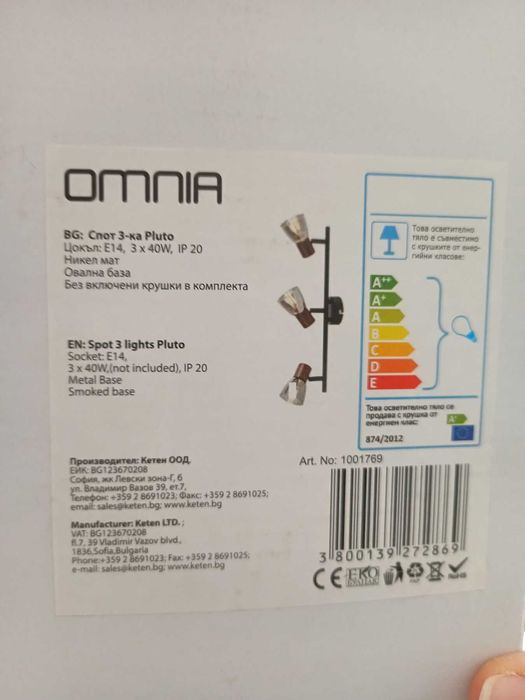 OMNIA
BG: Спот 3-ка Pluto
Цокъл: E14, 3 x 40W, IP 20
Никел мат
Овална база
Без включени крушки в комплекта
EN: Spot 3 lights Pluto
Socket: E14,
3 x 40W,(not included), IP 20
Metal Base
Smoked base
Производител: Кетен ООД,
ЕИК: BG123670208
София, жк Левски зона-Г, 6
ул. Владимир Вазов 39, ет.7,
Телефон: +359 2 8691023; Факс: +359 2 8691025;
email: sales@keten.bg; www.keten.bg
Manufacturer: Keten LTD. ;
VAT: BG123670208
fl.7, 39 Vladimir Vazov blvd.,
1836,Sofia,Bulgaria
Phone:+359 2 8691023; Fax: +359 2 8691025;
e-mail: sales@keten.bg; www.keten.bg
Това осветително
тяло е съвместимо
с крушките от енер-
гийни класове:
A++
A+
A
B
C
D
E
Това осветително тяло се
продава с крушка от
енергиен клас:
A+
874/2012
Art. No: 1001769
3 800139 272869
CE
EKO